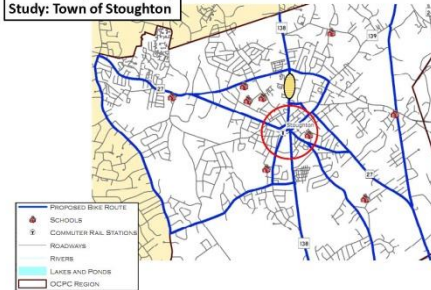 Study: Town of Stoughton
138
139
27
Stoughton
27
138
PROPOSED BIKE ROUTE
SCHOOLS
COMMUTER RAIL STATIONS
ROADWAYS
RIVERS
LAKES AND PONDS
OCPC REGION